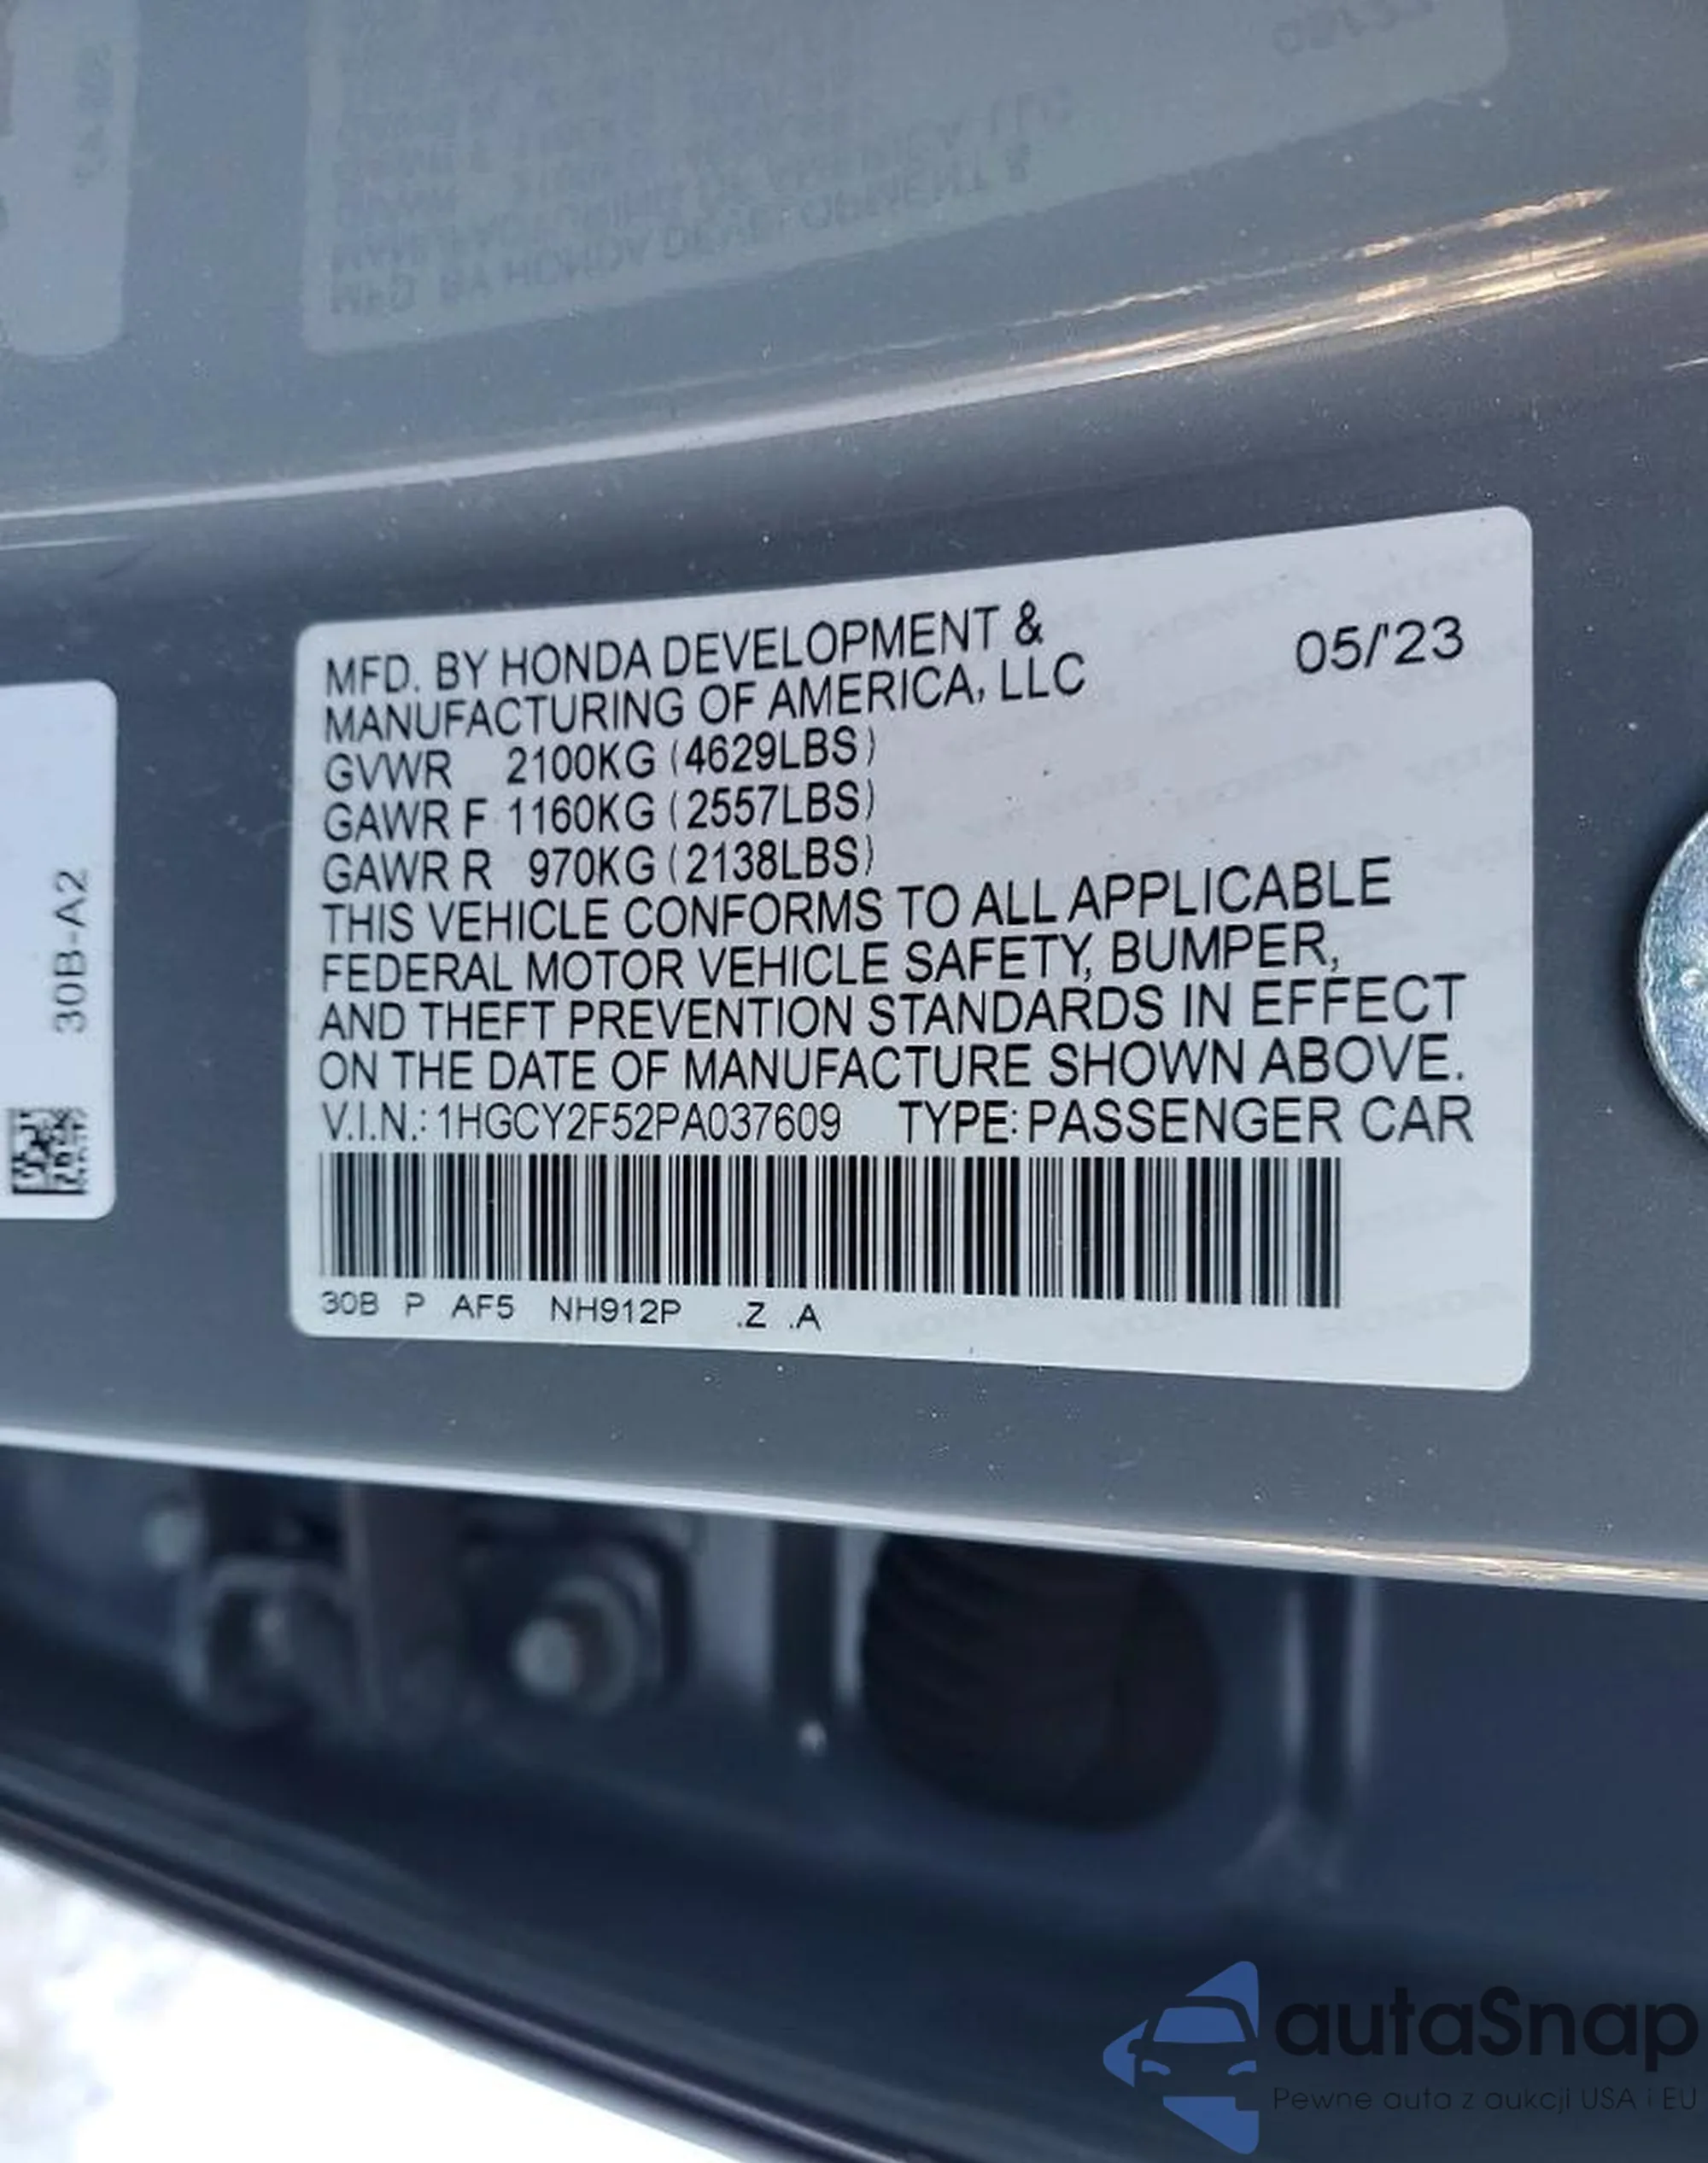 MFD. BY HONDA DEVELOPMENT &
MANUFACTURING OF AMERICA, LLC
05/'23
GVWR 2100KG (4629LBS)
GAWR F 1160KG (2557LBS)
GAWR R 970KG (2138LBS)
THIS VEHICLE CONFORMS TO ALL APPLICABLE
FEDERAL MOTOR VEHICLE SAFETY, BUMPER,
AND THEFT PREVENTION STANDARDS IN EFFECT
ON THE DATE OF MANUFACTURE SHOWN ABOVE.
V.I.N.: 1HGCY2F52PA037609 TYPE: PASSENGER CAR
30B P AF5 NH912P .Z .A
30B-A2
autaSnap
Pewne auta z aukcji USA i EU